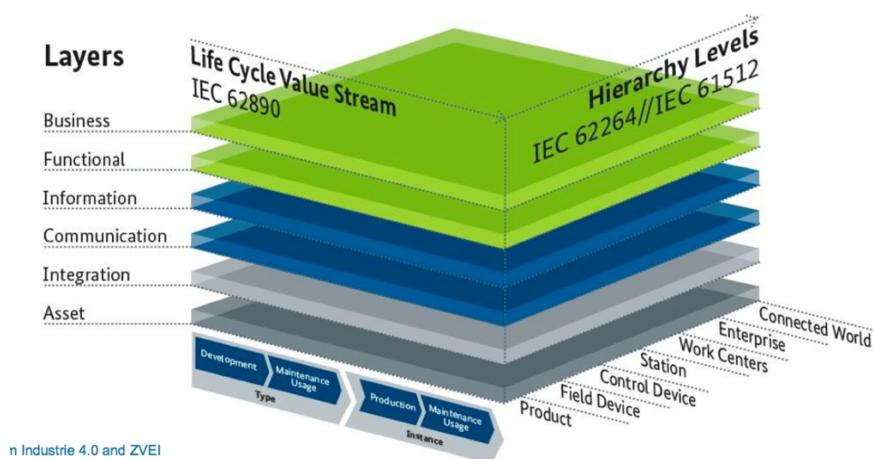 Layers
Life Cycle Value Stream
IEC 62890
Hierarchy Levels
IEC 62264//IEC 61512
Business
Functional
Information
Communication
Integration
Asset
Development
Maintenance
Usage
Type
Production
Maintenance
Usage
Instance
Product
Field Device
Control Device
Station
Work Centers
Enterprise
Connected World
n Industrie 4.0 and ZVEI